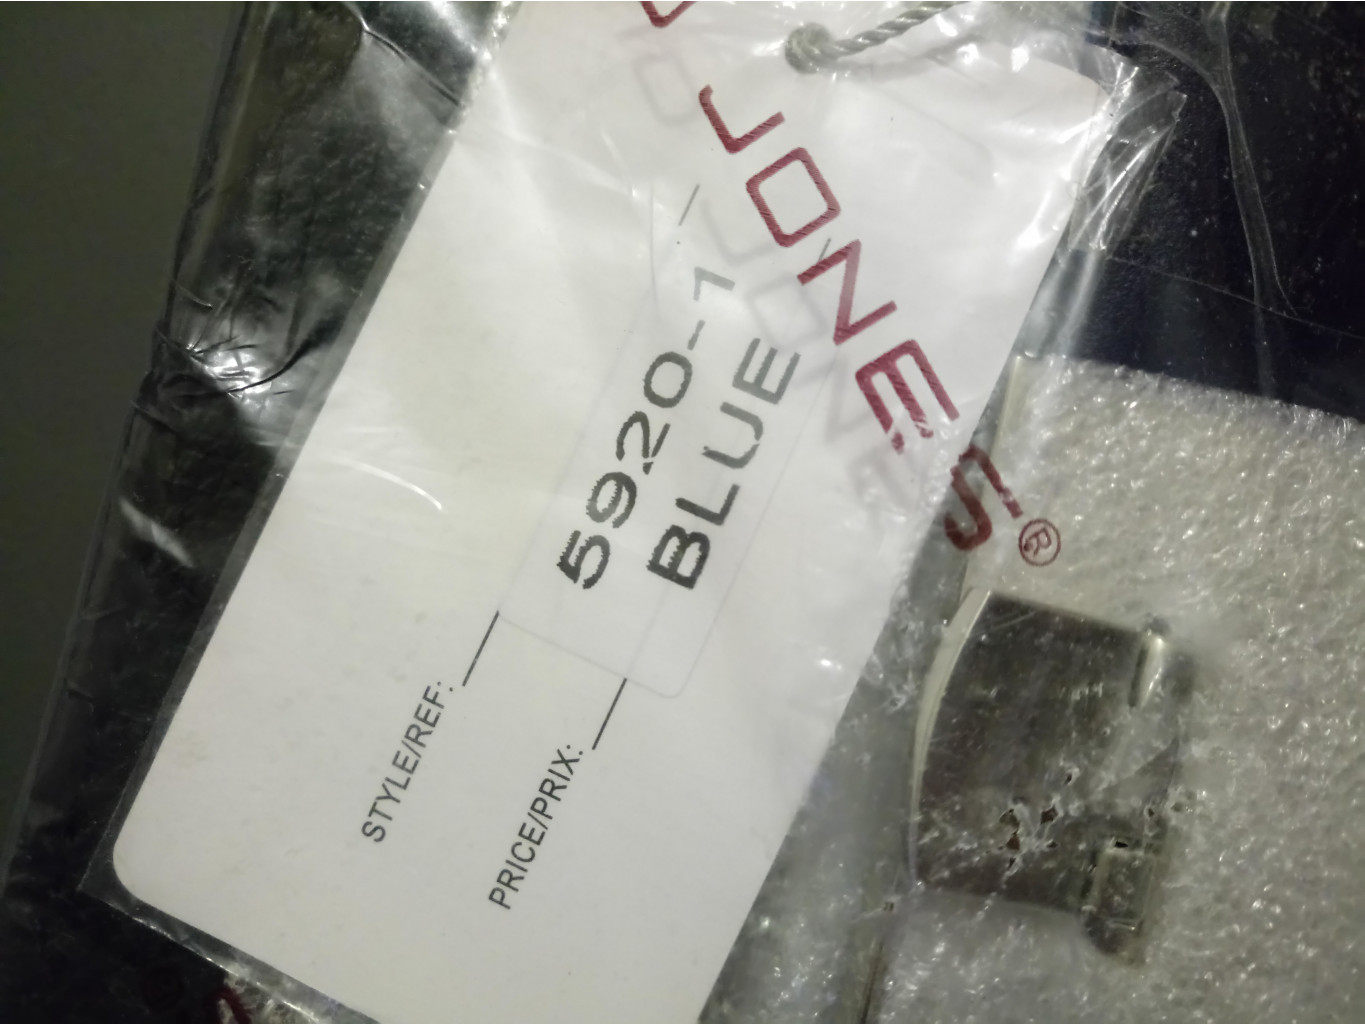 JONES®
STYLE/REF:
5920-1
BLUE
PRICE/PRIX: